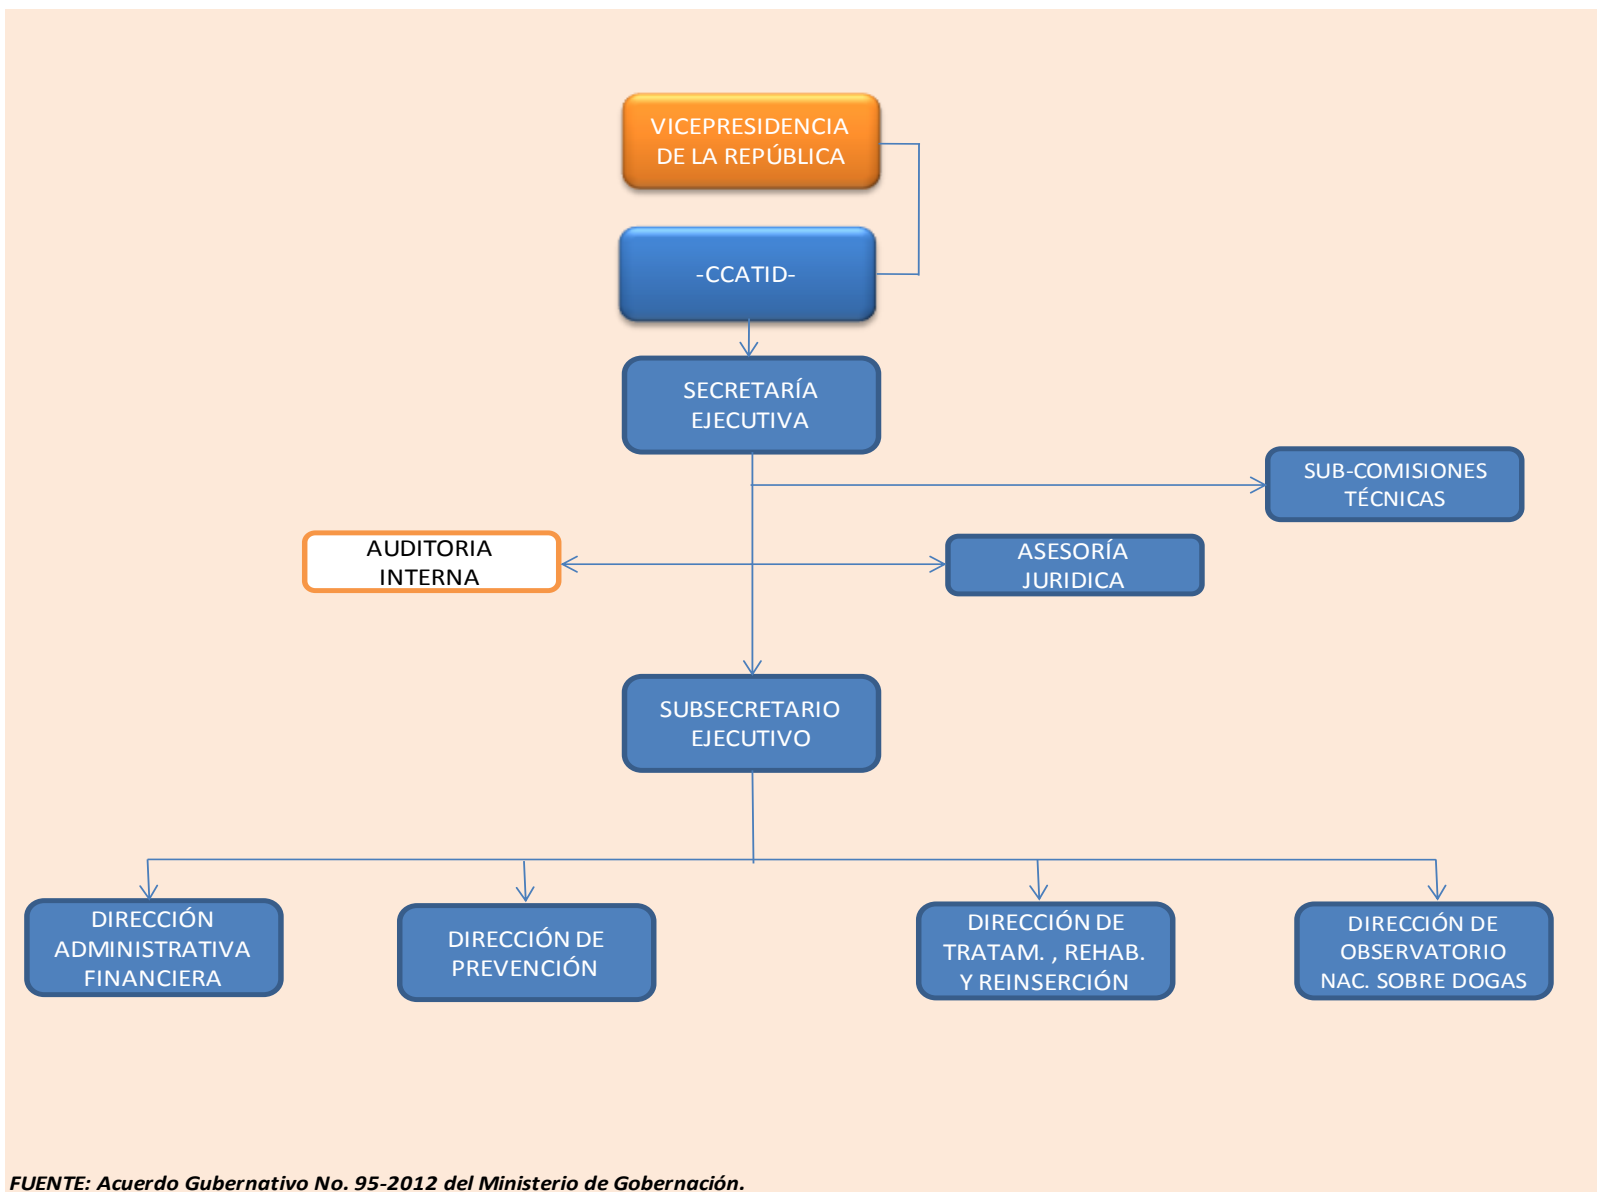 VICEPRESIDENCIA
DE LA REPÚBLICA
-CCATID-
SECRETARÍA
EJECUTIVA
SUB-COMISIONES
TÉCNICAS
AUDITORIA
INTERNA
ASESORÍA
JURIDICA
SUBSECRETARIO
EJECUTIVO
DIRECCIÓN
ADMINISTRATIVA
FINANCIERA
DIRECCIÓN DE
PREVENCIÓN
DIRECCIÓN DE
TRATAM. , REHAB.
Y REINSERCIÓN
DIRECCIÓN DE
OBSERVATORIO
NAC. SOBRE DOGAS
FUENTE: Acuerdo Gubernativo No. 95-2012 del Ministerio de Gobernación.